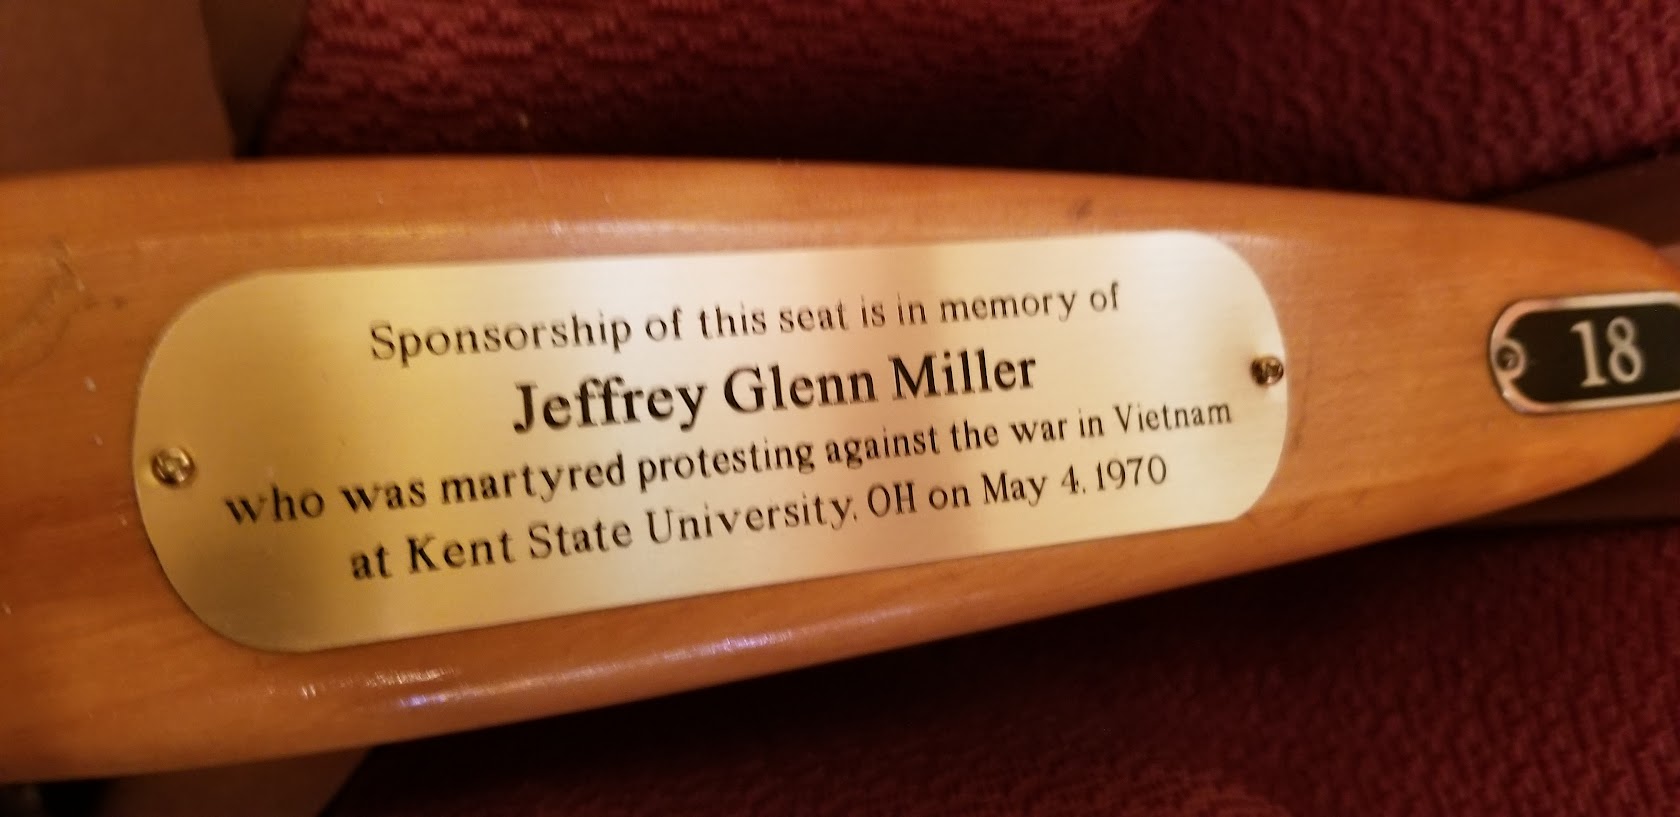 Sponsorship of this seat is in memory of
Jeffrey Glenn Miller
who was martyred protesting against the war in Vietnam
at Kent State University, OH on May 4, 1970
18